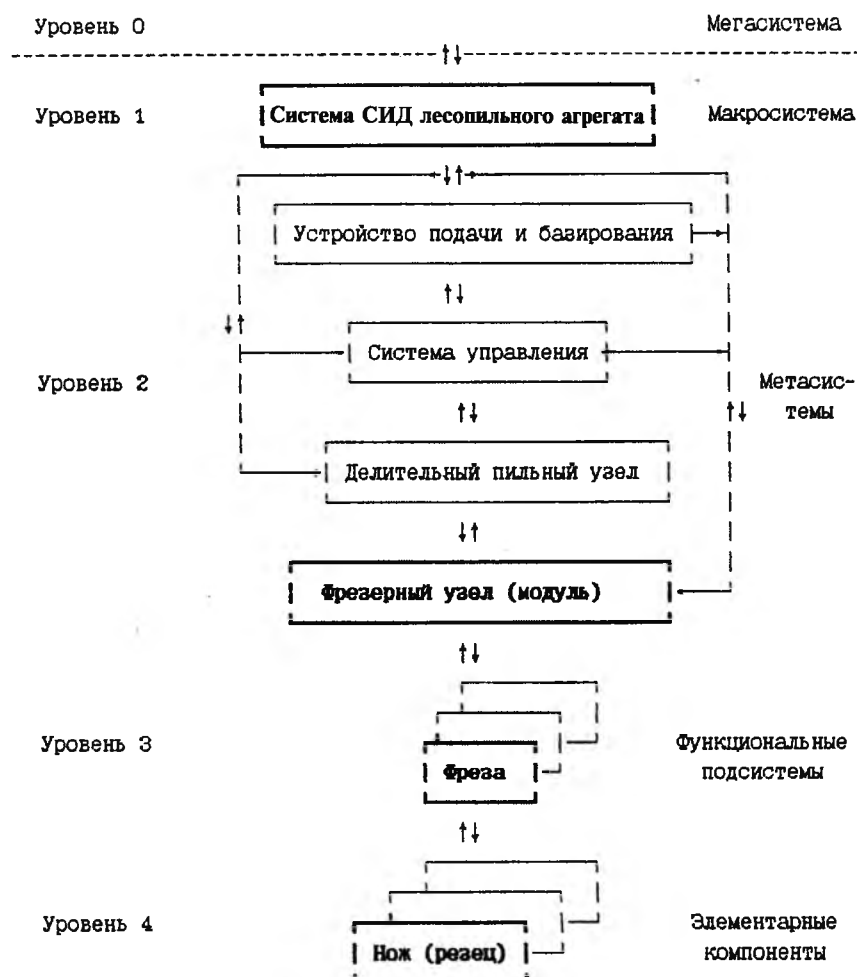 Уровень 0
Мегасистема
Уровень 1
Система СИД лесопильного агрегата
Макросистема
Устройство подачи и базирования
Система управления
Уровень 2
Метасис-
темы
Делительный пильный узел
Фрезерный узел (модуль)
Уровень 3
Функциональные
подсистемы
Фреза
Уровень 4
Элементарные
компоненты
Нож (резец)